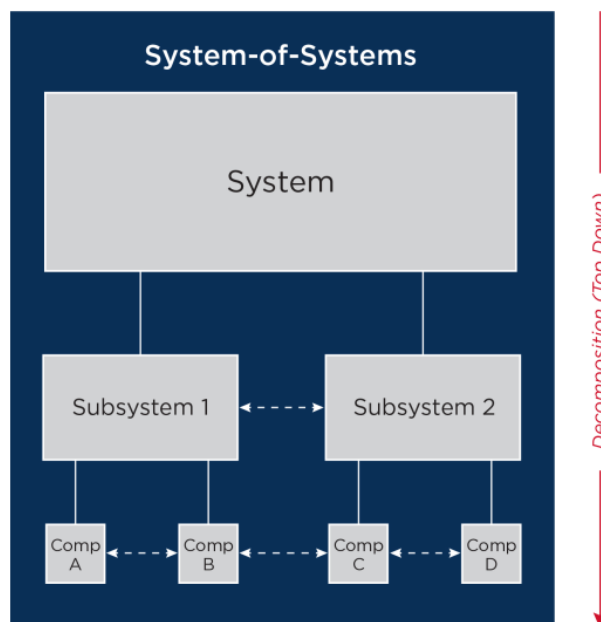 System-of-Systems
System
Subsystem 1
Subsystem 2
Comp
A
Comp
B
Comp
C
Comp
D
Decomposition (Top Down)